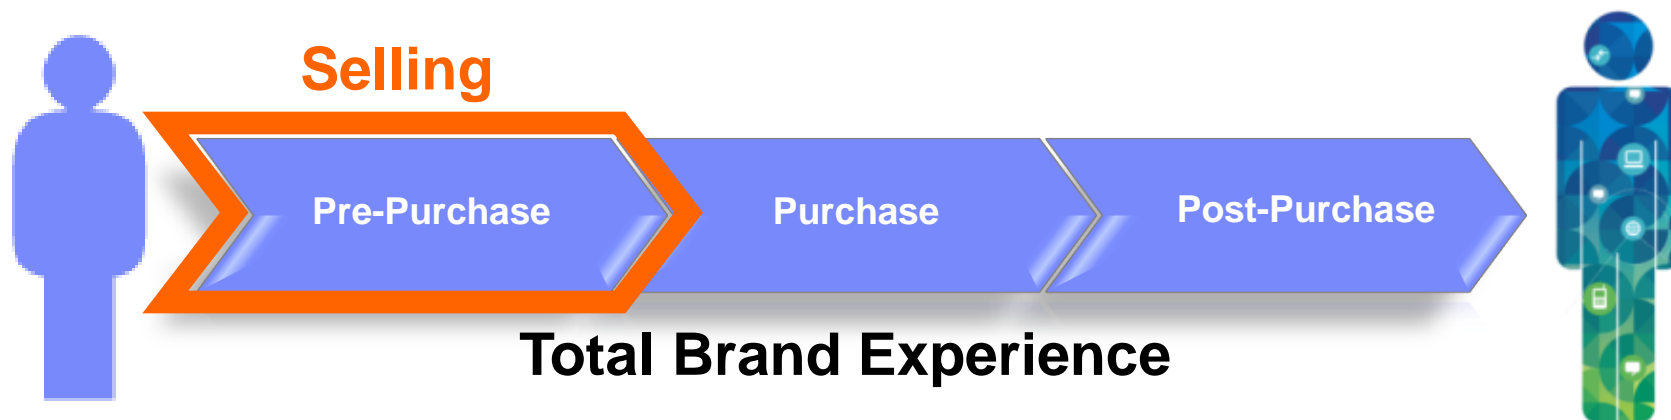 Selling
Pre-Purchase
Purchase
Post-Purchase
Total Brand Experience